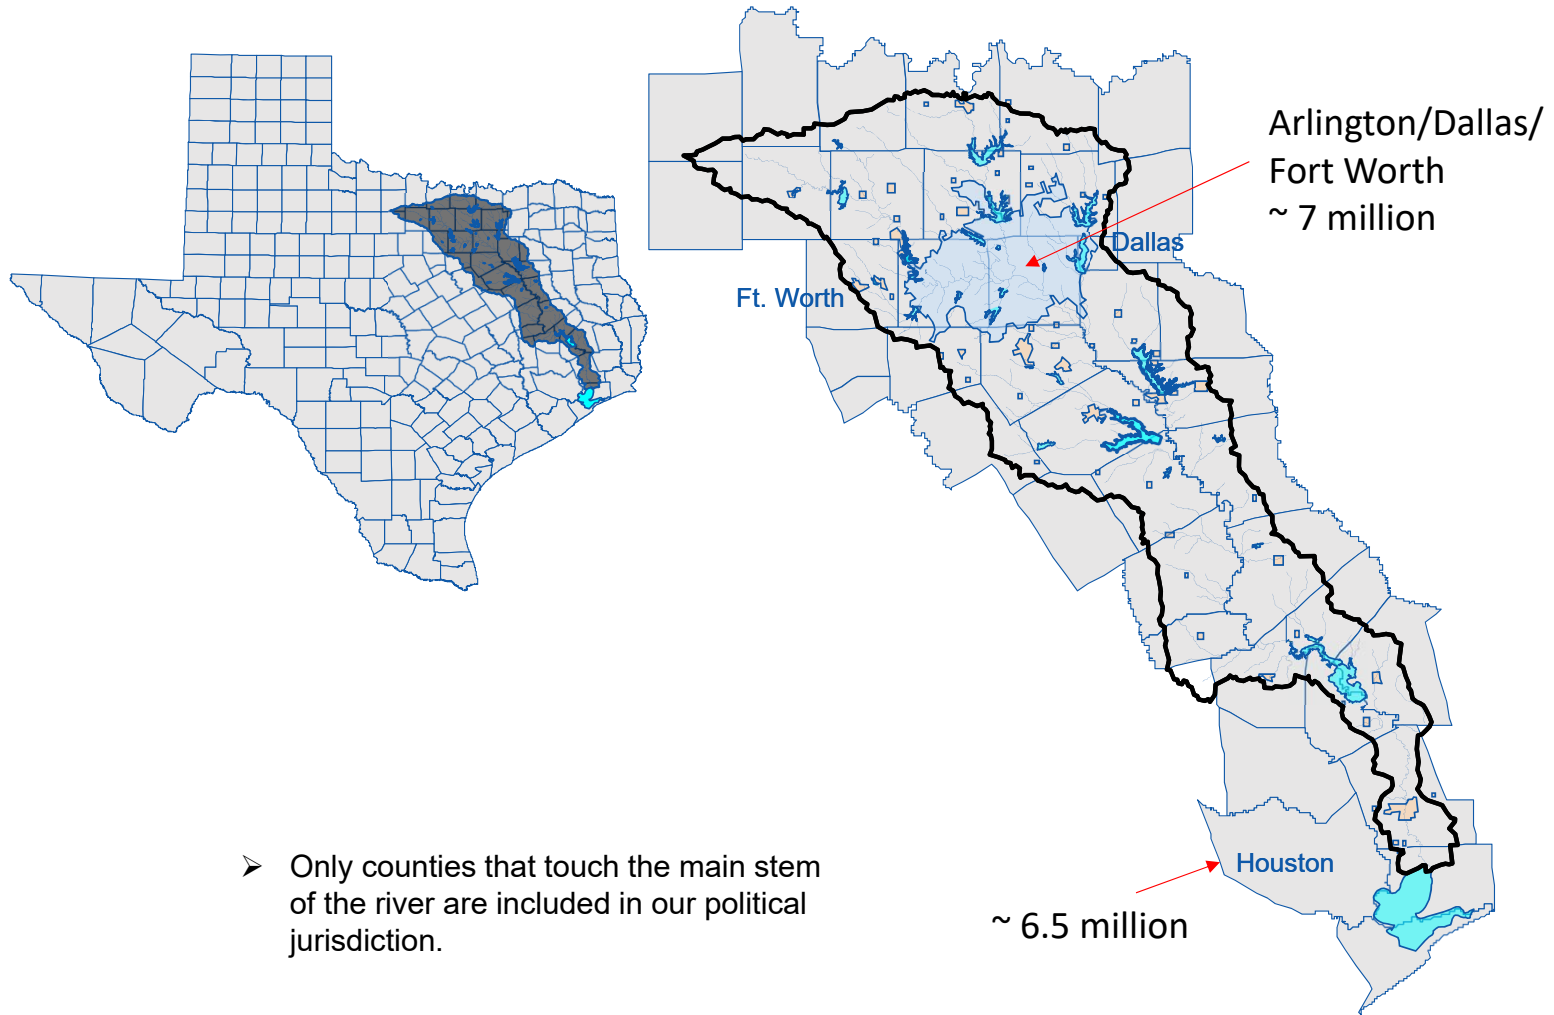 Arlington/Dallas/
Fort Worth
~ 7 million
Dallas
Ft. Worth
➢ Only counties that touch the main stem
of the river are included in our political
jurisdiction.
Houston
~ 6.5 million